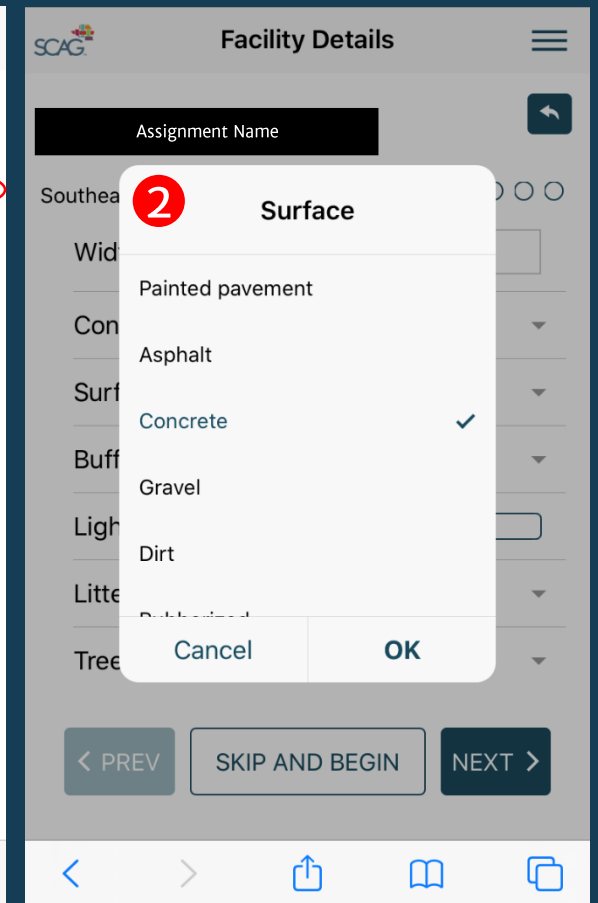 SCAG
Facility Details
Assignment Name
Southea
2
Surface
Wid
Painted pavement
Con
Asphalt
Surf
Concrete
Buff
Gravel
Ligh
Dirt
Litte
Tree
Cancel
OK
PREV
SKIP AND BEGIN
NEXT